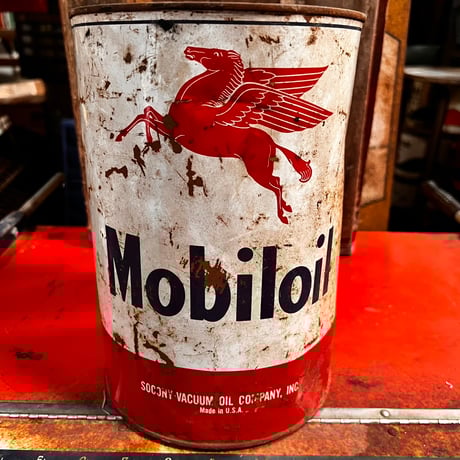 Mobiloil
SOCONY-VACUUM OIL COMPANY, INC.
Made in U.S.A.